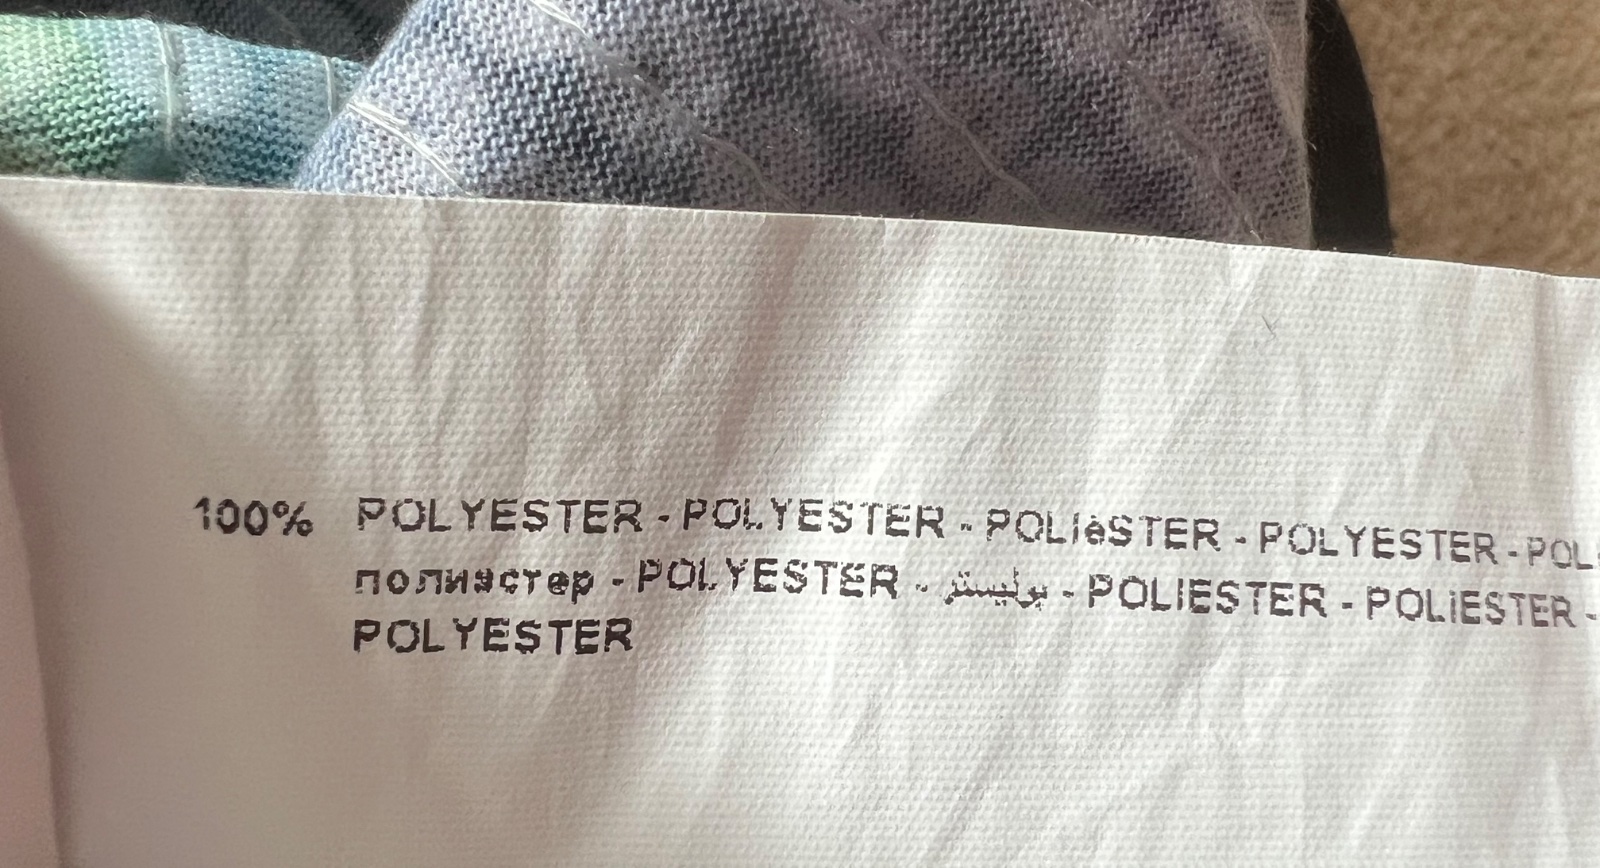 100% POLYESTER - POLYESTER - POLIéSTER - POLYESTER - POL
полиэстер - POLYESTER - بوليستر - POLIESTER - POLIESTER -
POLYESTER